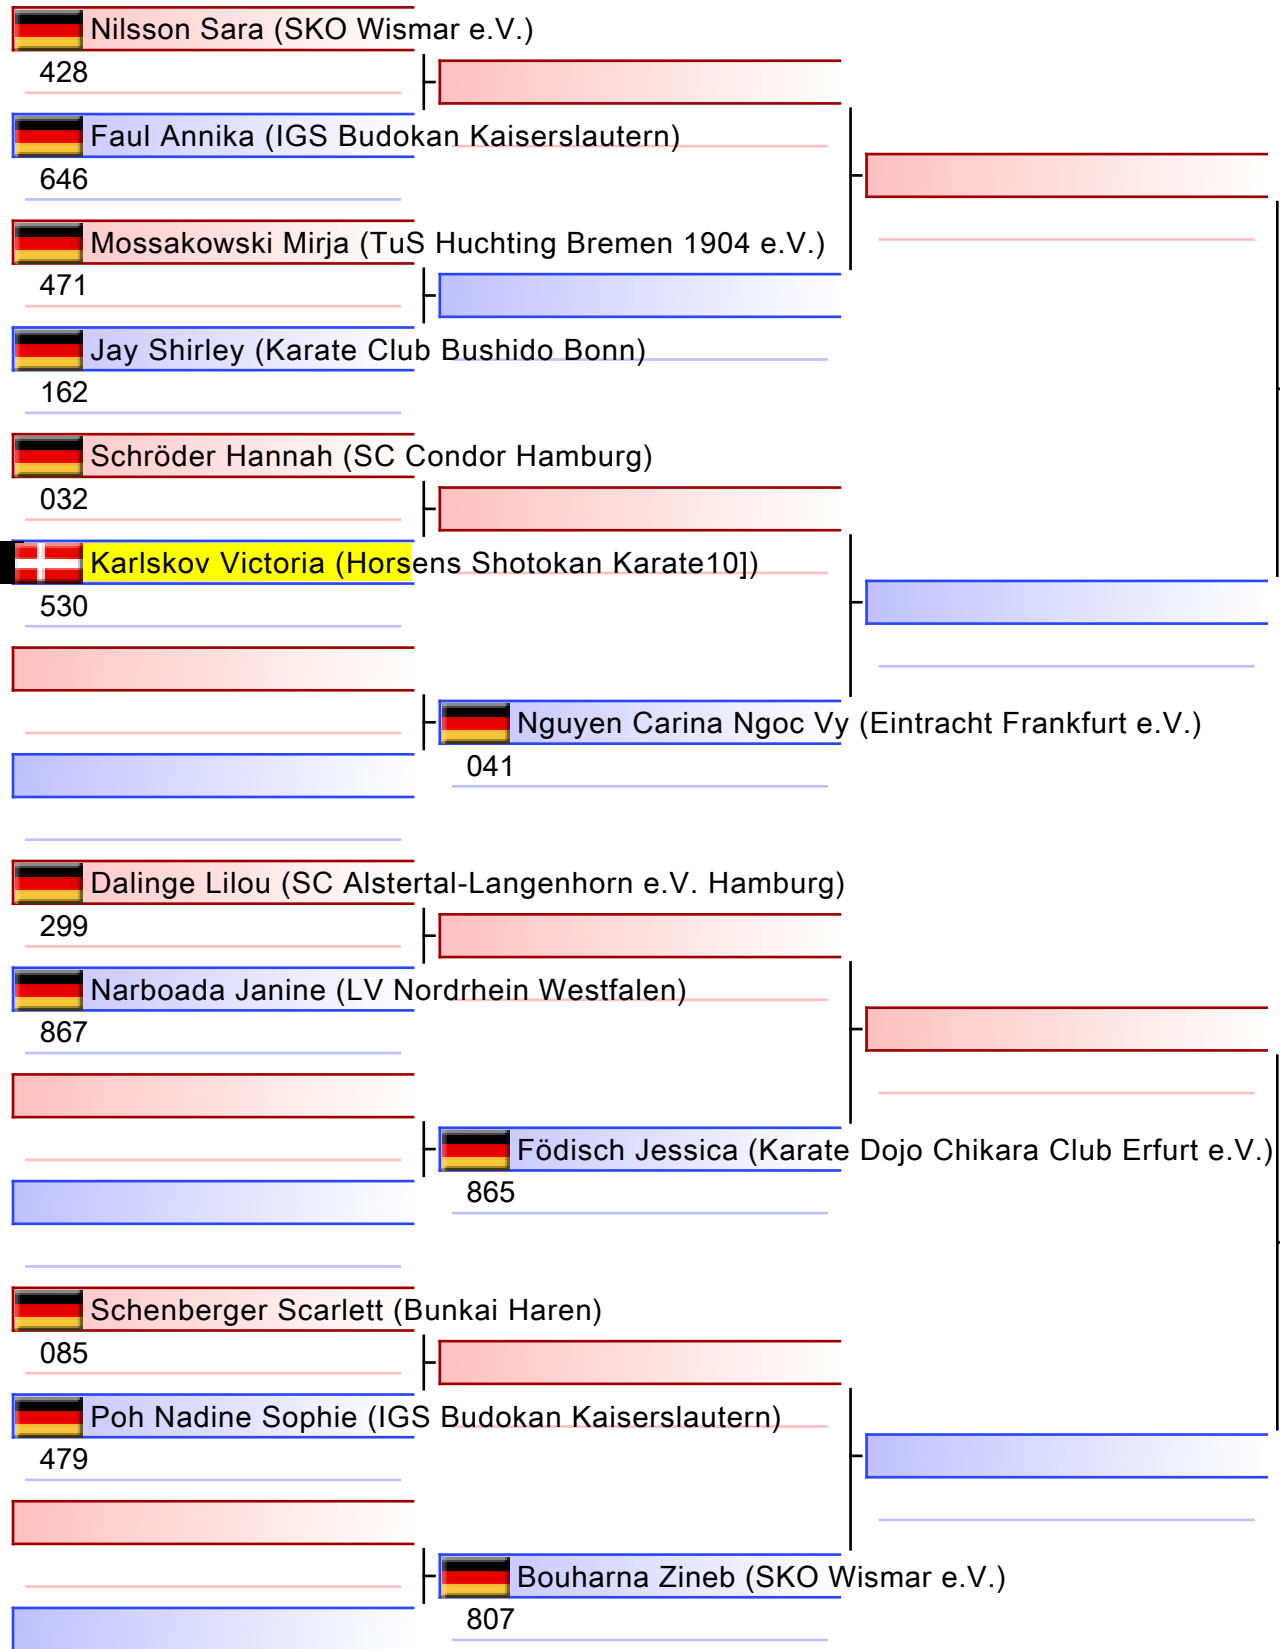 Nilsson Sara (SKO Wismar e.V.)
428
Faul Annika (IGS Budokan Kaiserslautern)
646
Mossakowski Mirja (TuS Huchting Bremen 1904 e.V.)
471
Jay Shirley (Karate Club Bushido Bonn)
162
Schröder Hannah (SC Condor Hamburg)
032
Karlskov Victoria (Horsens Shotokan Karate10])
530
Nguyen Carina Ngoc Vy (Eintracht Frankfurt e.V.)
041
Dalinge Lilou (SC Alstertal-Langenhorn e.V. Hamburg)
299
Narboada Janine (LV Nordrhein Westfalen)
867
Födisch Jessica (Karate Dojo Chikara Club Erfurt e.V.)
865
Schenberger Scarlett (Bunkai Haren)
085
Poh Nadine Sophie (IGS Budokan Kaiserslautern)
479
Bouharna Zineb (SKO Wismar e.V.)
807